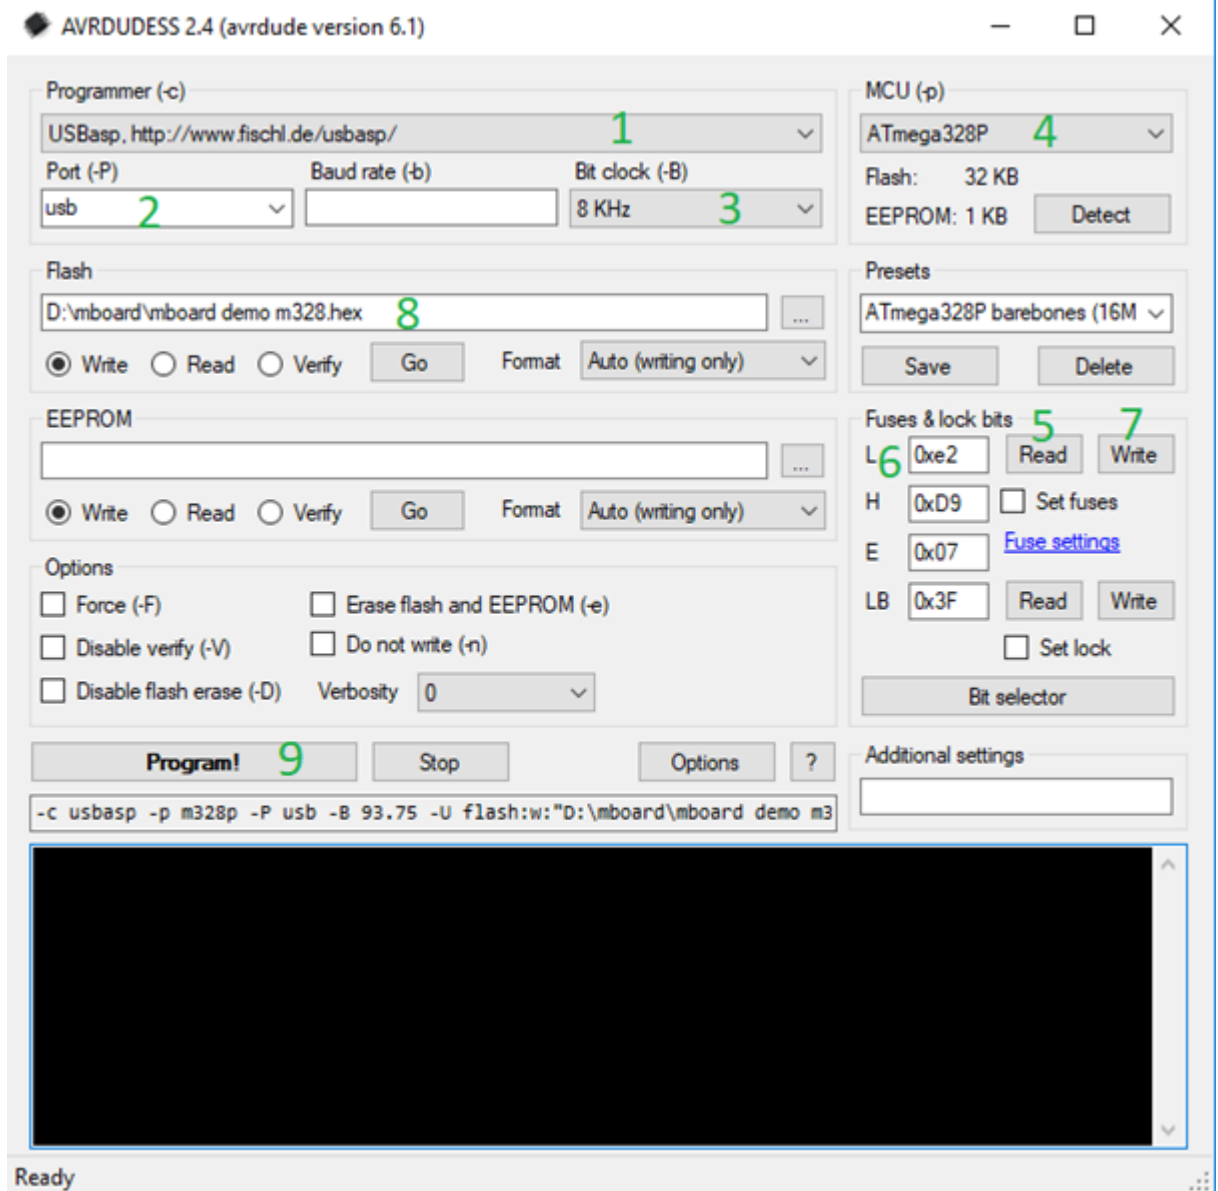 AVRDUDESS 2.4 (avrdude version 6.1)
Programmer (-c)
USBasp, http://www.fischl.de/usbasp/ 1
Port (-P) Baud rate (-b) Bit clock (-B)
usb 2 8 KHz 3
MCU (-p)
ATmega328P 4
Flash: 32 KB
EEPROM: 1 KB Detect
Flash
D:\mboard\mboard demo m328.hex 8 ...
Write Read Verify Go Format Auto (writing only)
Presets
ATmega328P barebones (16M
Save Delete
EEPROM
...
Write Read Verify Go Format Auto (writing only)
Fuses & lock bits 5 7
L 6 0xe2 Read Write
H 0xD9 Set fuses
E 0x07 Fuse settings
LB 0x3F Read Write
Set lock
Bit selector
Options
Force (-F) Erase flash and EEPROM (-e)
Disable verify (-V) Do not write (-n)
Disable flash erase (-D) Verbosity 0
Program! 9 Stop Options ?
Additional settings
-c usbasp -p m328p -P usb -B 93.75 -U flash:w:"D:\mboard\mboard demo m3
Ready